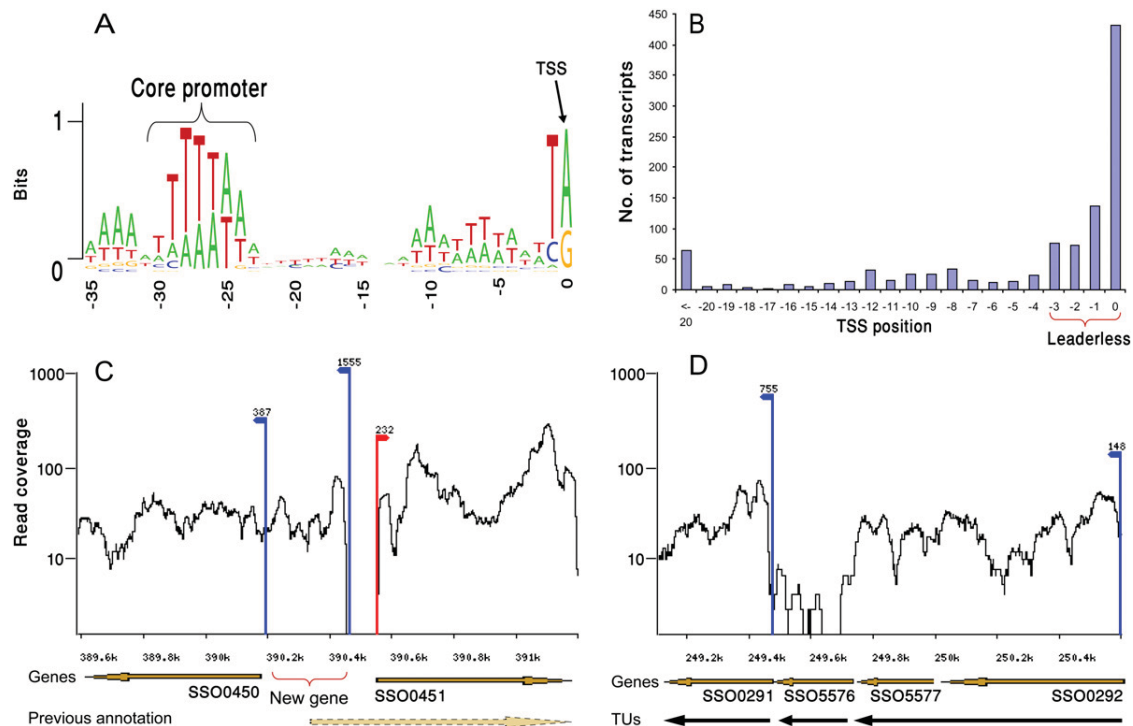 A
Core promoter
TSS
1
Bits
0
-35 -30 -25 -20 -15 -10 -5 0
B
450
400
350
300
250
200
150
100
50
0
No. of transcripts
<- 20 -20 -19 -18 -17 -16 -15 -14 -13 -12 -11 -10 -9 -8 -7 -6 -5 -4 -3 -2 -1 0
TSS position
Leaderless
C
1000
100
10
Read coverage
387
1555
232
389.6k 389.8k 390k 390.2k 390.4k 390.6k 390.8k 391k
Genes
SSO0450
New gene
SSO0451
Previous annotation
D
1000
100
10
755
148
249.2k 249.4k 249.6k 249.8k 250k 250.2k 250.4k
Genes
SSO0291 SSO5576 SSO5577 SSO0292
TUs